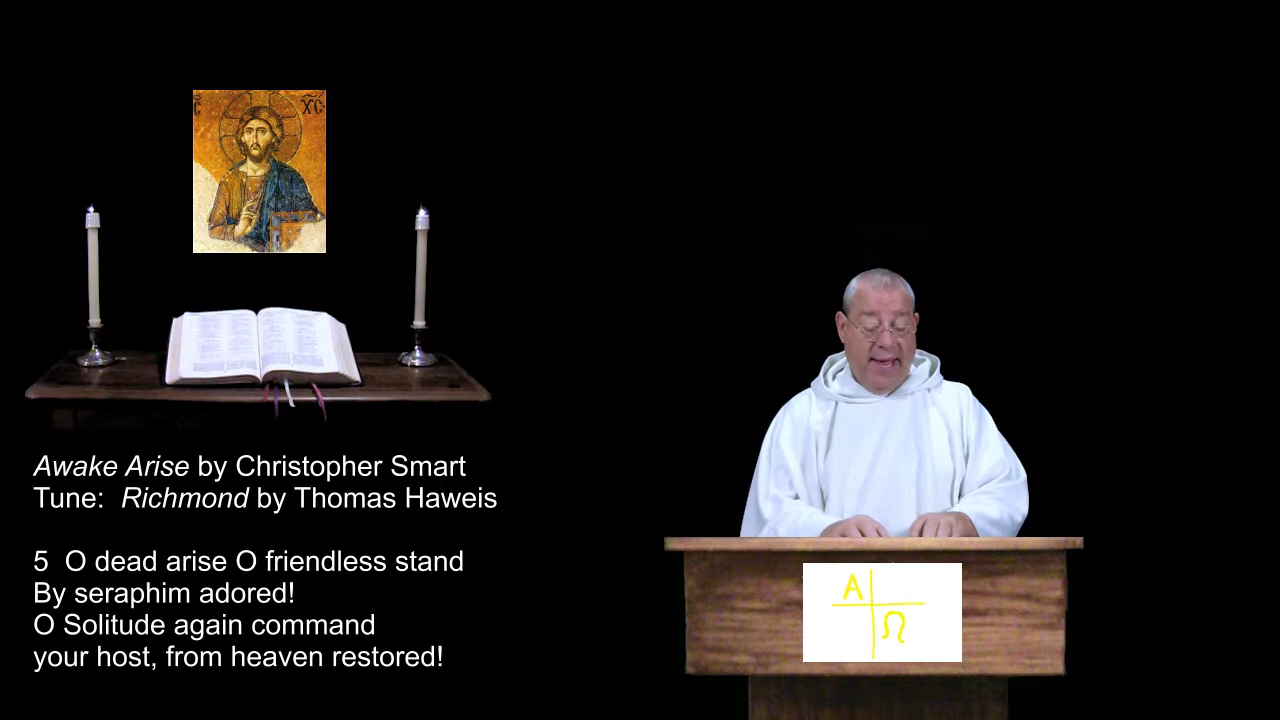 C XC
Awake Arise by Christopher Smart
Tune: Richmond by Thomas Haweis
5 O dead arise O friendless stand
By seraphim adored!
O Solitude again command
your host, from heaven restored!
Α
Ω